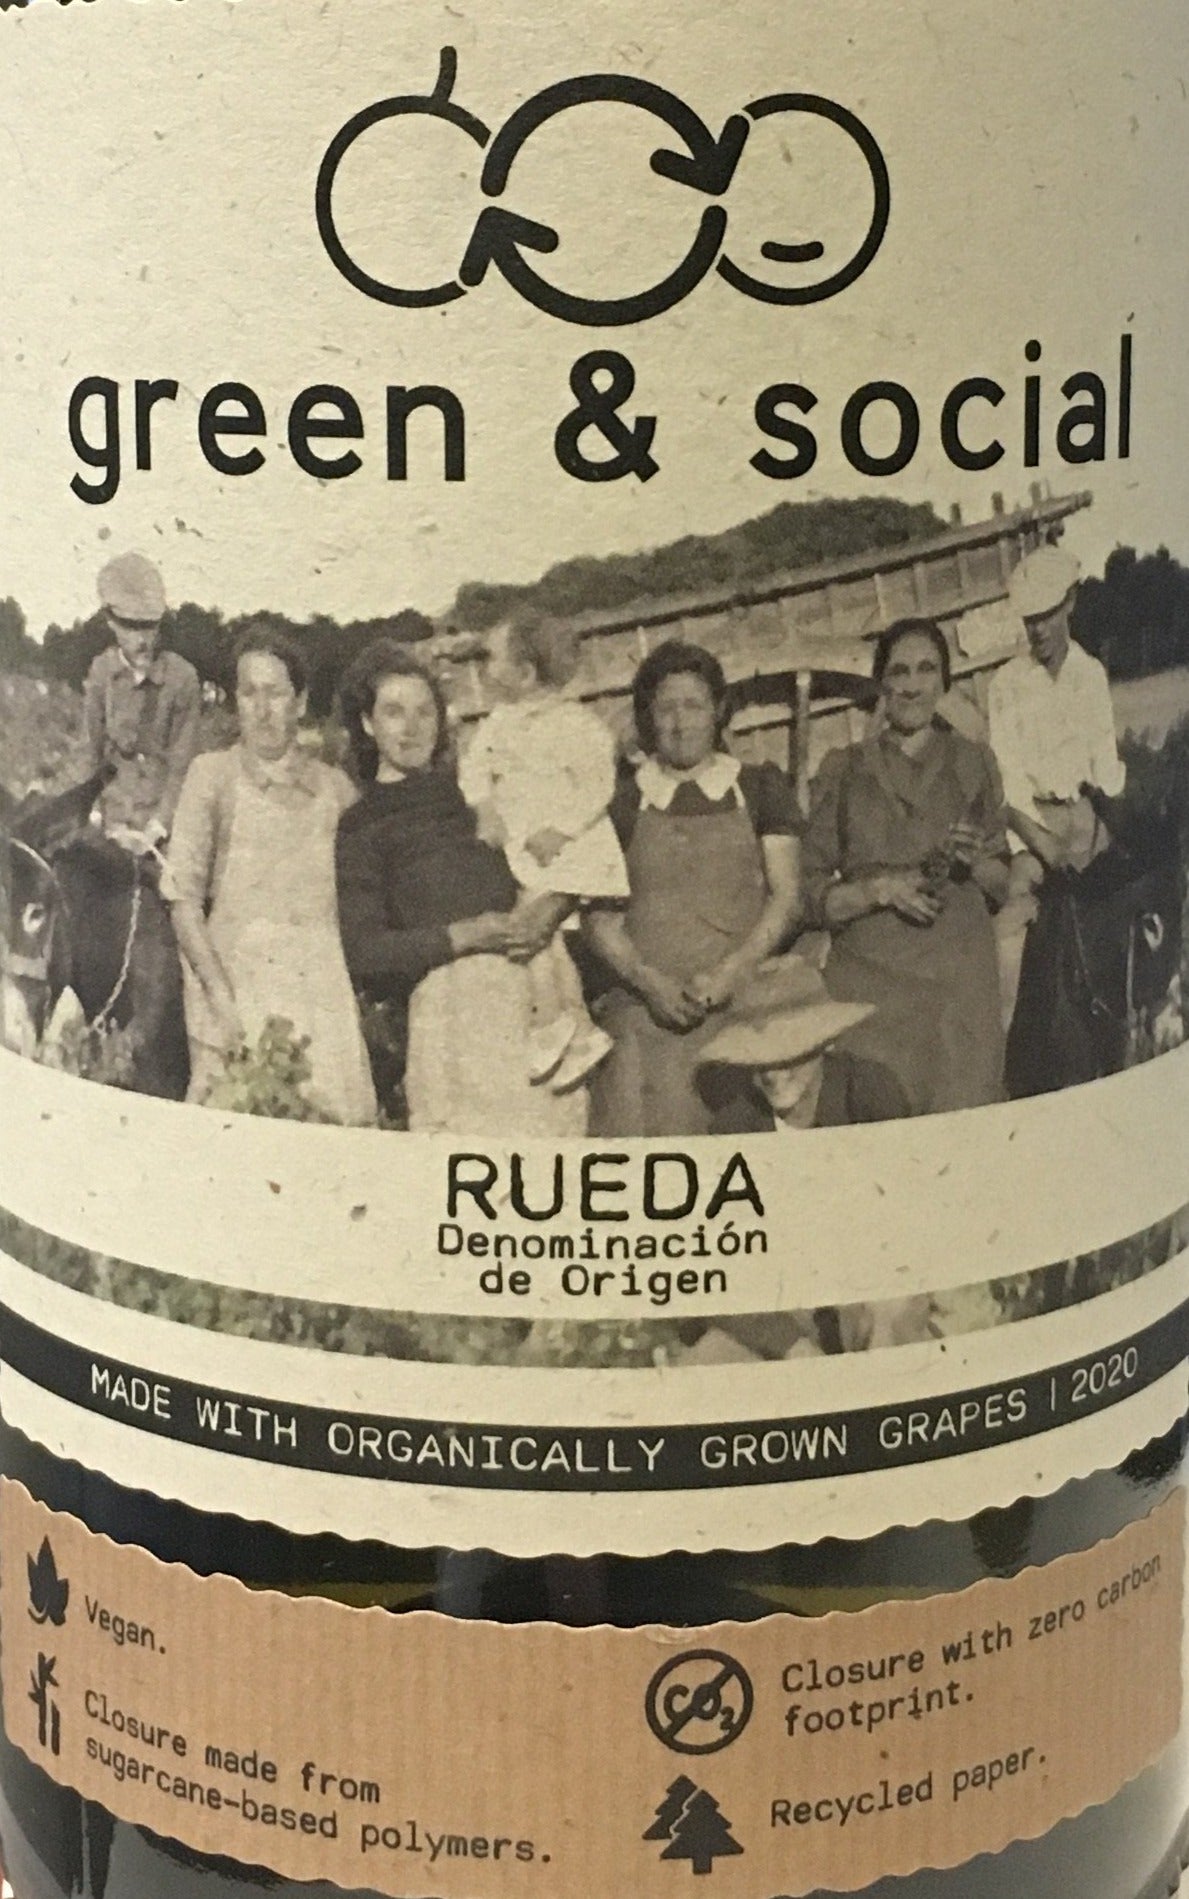 green & social
RUEDA
Denominación
de Origen
MADE WITH ORGANICALLY GROWN GRAPES | 2020
Vegan.
Closure made from
sugarcane-based polymers.
CO2
Closure with zero carbon
footprint.
Recycled paper.